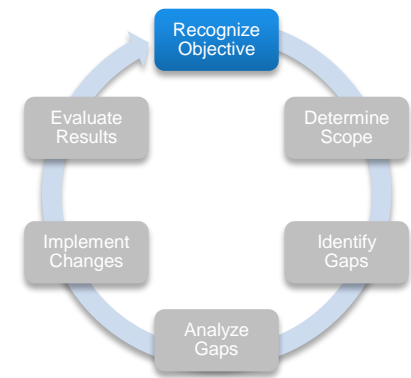 Recognize
Objective
Determine
Scope
Identify
Gaps
Analyze
Gaps
Implement
Changes
Evaluate
Results